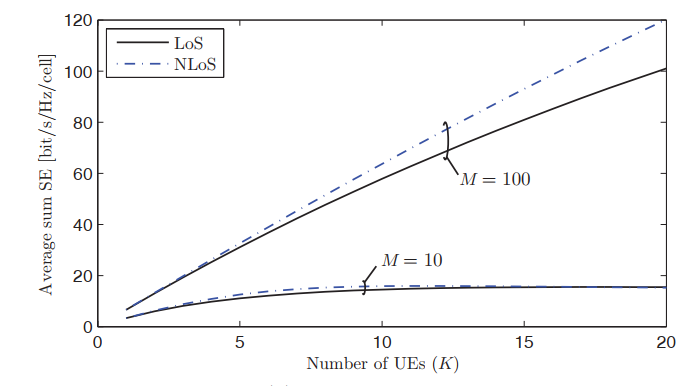 120
100
80
60
40
20
0
Average sum SE [bit/s/Hz/cell]
LoS
NLoS
M = 100
M = 10
0 5 10 15 20
Number of UEs (K)